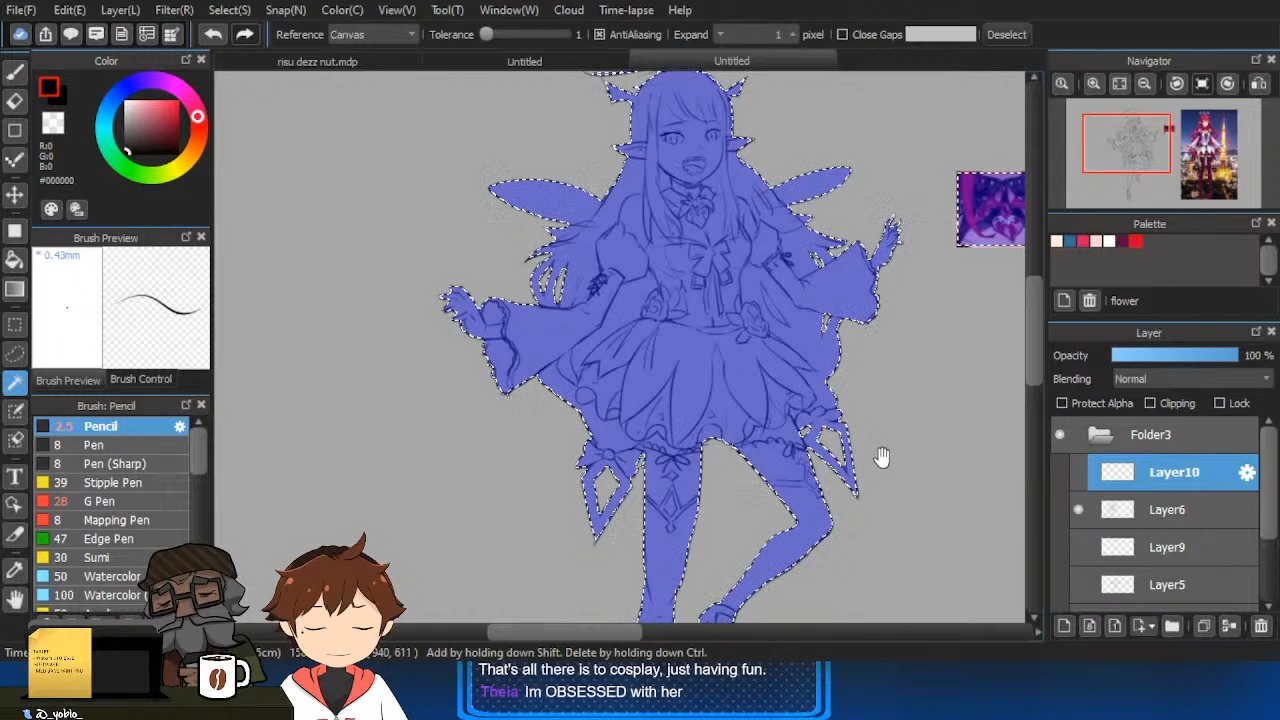 File(F) Edit(E) Layer(L) Filter(R) Select(S) Snap(N) Color(C) View(V) Tool(T) Window(W) Cloud Time-lapse Help
Reference Canvas Tolerance 1 AntiAliasing Expand 1 pixel Close Gaps Deselect
Color
risu dezz nut.mdp Untitled Untitled
Navigator
R:0
G:0
B:0
#000000
Brush Preview
0.43mm
Brush Preview Brush Control
Brush: Pencil
2.5 Pencil
8 Pen
8 Pen (Sharp)
39 Stipple Pen
28 G Pen
8 Mapping Pen
47 Edge Pen
30 Sumi
50 Watercolor
100 Watercolor
Palette
flower
Layer
Opacity 100 %
Blending Normal
Protect Alpha Clipping Lock
Folder3
Layer10
Layer6
Layer9
Layer5
Add by holding down Shift. Delete by holding down Ctrl.
That's all there is to cosplay, just having fun.
Theia Im OBSESSED with her